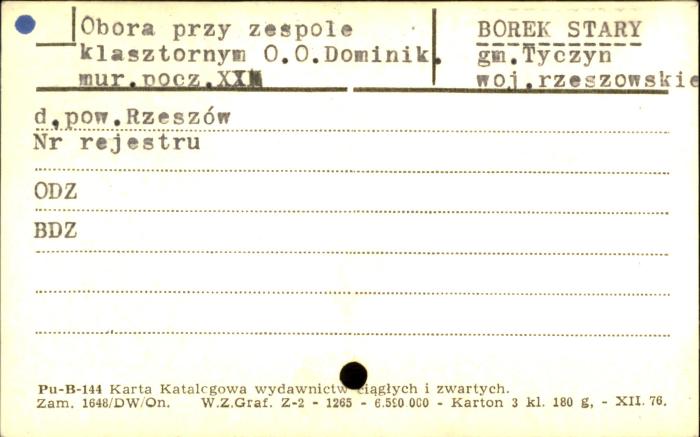 Obora przy zespole
klasztornym O.O.Dominik.
mur.pocz.XX
BOREK STARY
gm.Tyczyn
woj.rzeszowskie
d.pow.Rzeszów
Nr rejestru
ODZ
BDZ
Pu-B-144 Karta Katalogowa wydawnictw ciągłych i zwartych.
Zam. 1648/DW/On. W.Z.Graf. Z-2 - 1265 - 6.590 000 - Karton 3 kl. 180 g, - XII. 76.